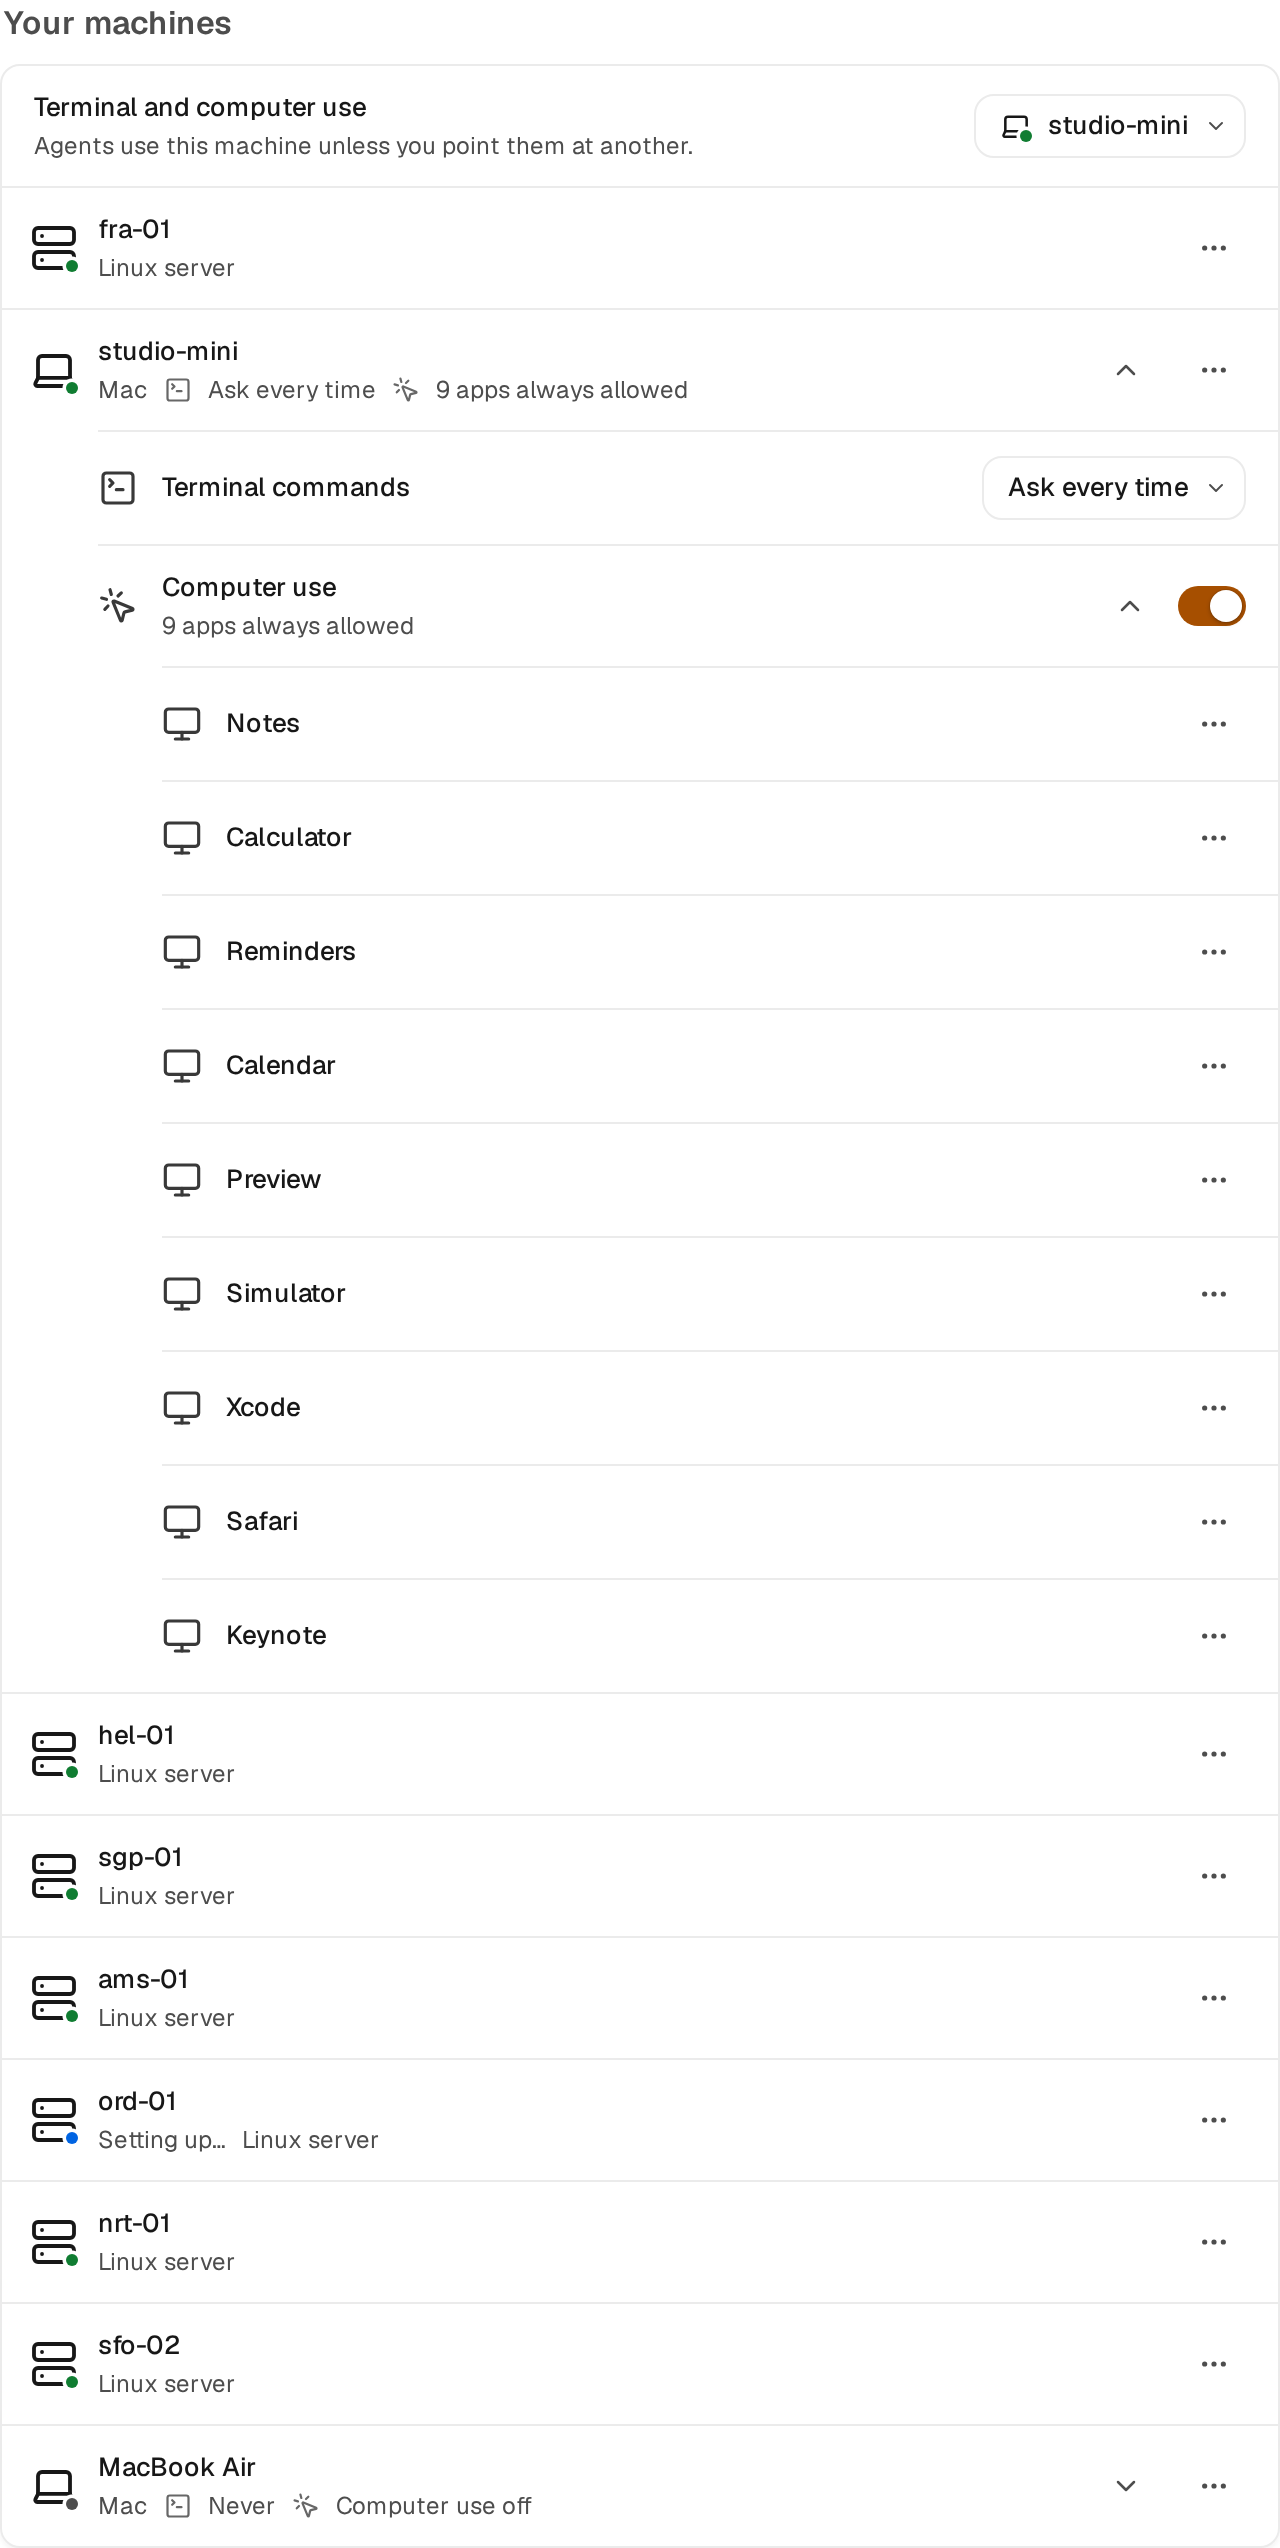 Your machines
Terminal and computer use
Agents use this machine unless you point them at another.
studio-mini
fra-01
Linux server
studio-mini
Mac Ask every time 9 apps always allowed
Terminal commands
Ask every time
Computer use
9 apps always allowed
Notes
Calculator
Reminders
Calendar
Preview
Simulator
Xcode
Safari
Keynote
hel-01
Linux server
sgp-01
Linux server
ams-01
Linux server
ord-01
Setting up... Linux server
nrt-01
Linux server
sfo-02
Linux server
MacBook Air
Mac Never Computer use off